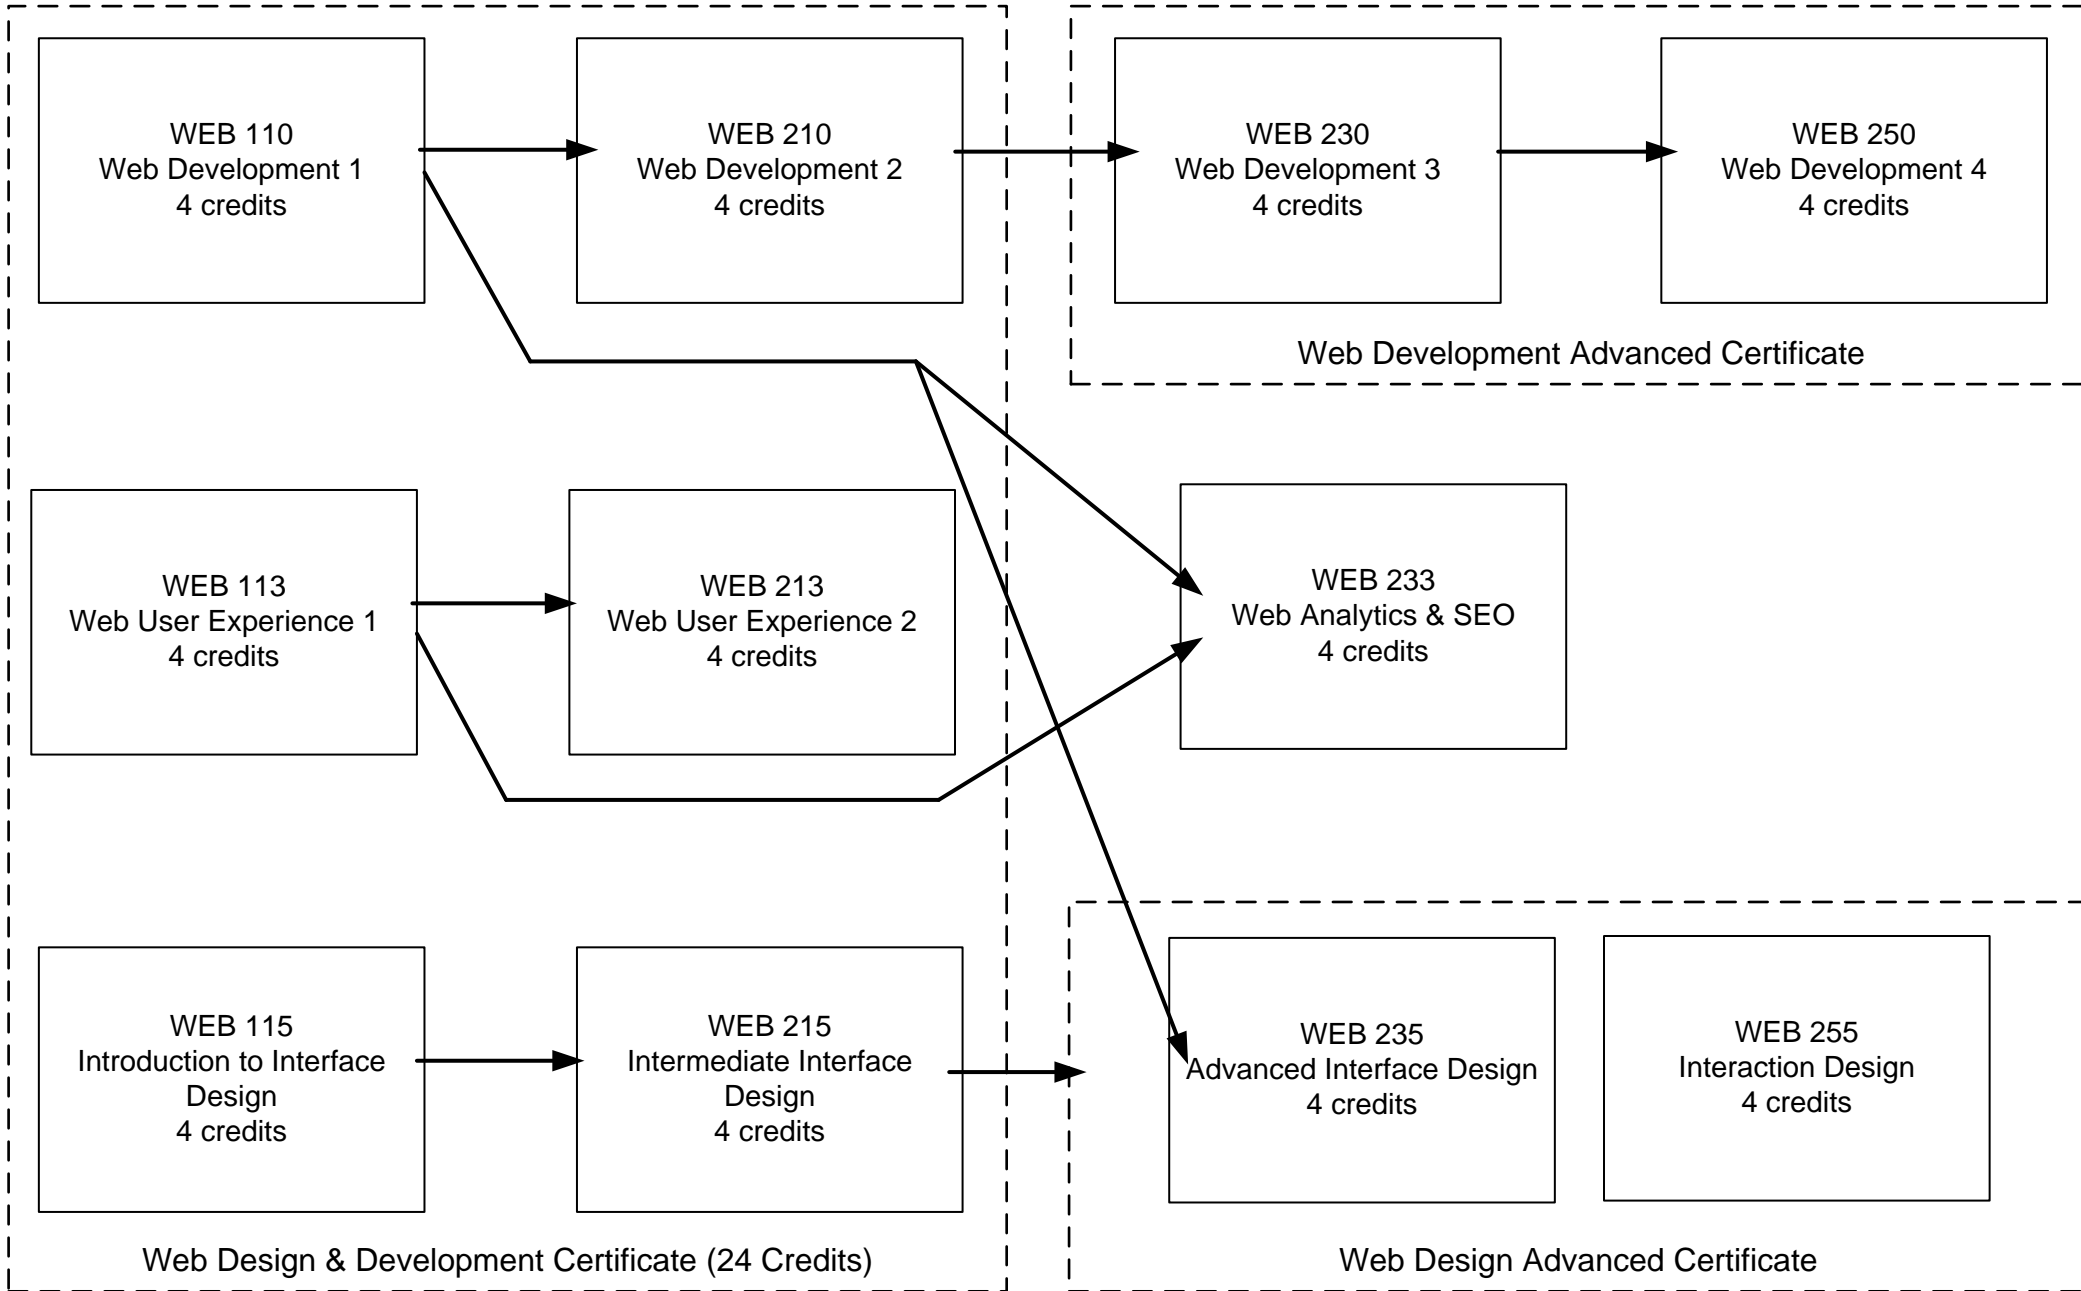 WEB 110
Web Development 1
4 credits
WEB 210
Web Development 2
4 credits
WEB 230
Web Development 3
4 credits
WEB 250
Web Development 4
4 credits
Web Development Advanced Certificate
WEB 113
Web User Experience 1
4 credits
WEB 213
Web User Experience 2
4 credits
WEB 233
Web Analytics & SEO
4 credits
WEB 115
Introduction to Interface
Design
4 credits
WEB 215
Intermediate Interface
Design
4 credits
WEB 235
Advanced Interface Design
4 credits
WEB 255
Interaction Design
4 credits
Web Design & Development Certificate (24 Credits)
Web Design Advanced Certificate